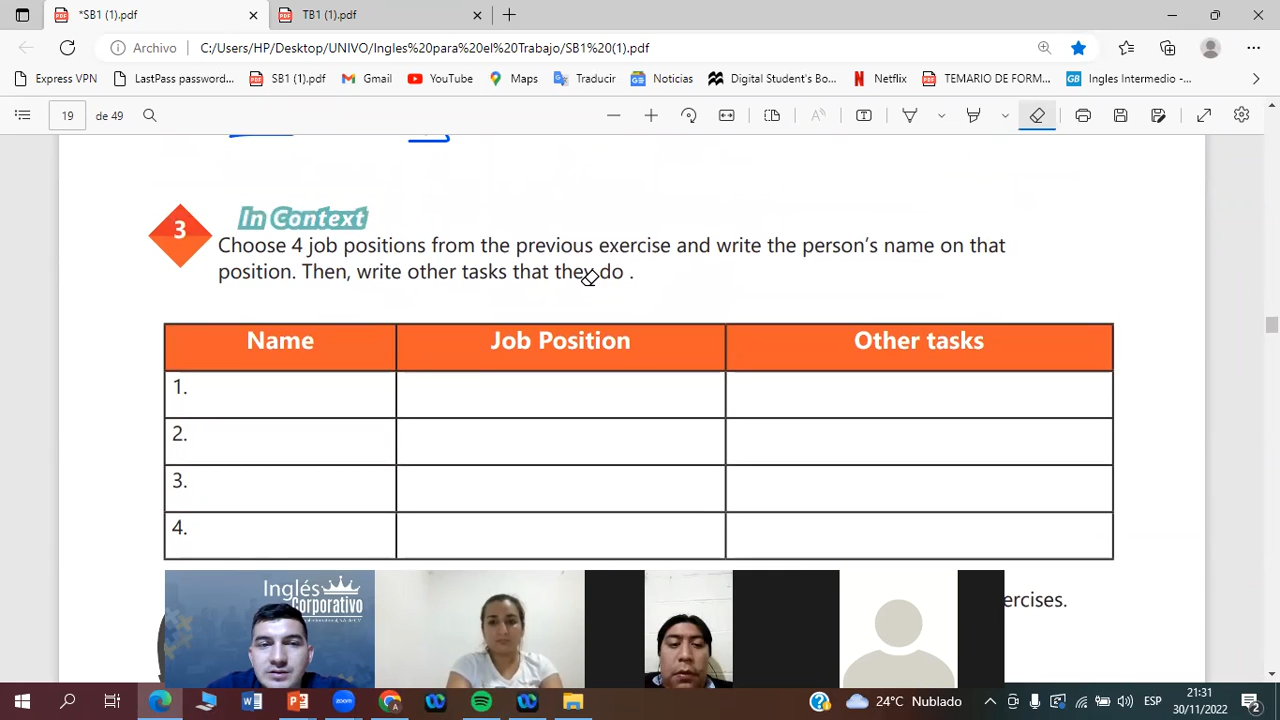 *SB1 (1).pdf
TB1 (1).pdf
Archivo
C:/Users/HP/Desktop/UNIVO/Ingles%20para%20el%20Trabajo/SB1%20(1).pdf
Express VPN
LastPass password...
SB1 (1).pdf
Gmail
YouTube
Maps
Traducir
Noticias
Digital Student's Bo...
Netflix
TEMARIO DE FORM...
Ingles Intermedio -...
19
de 49
3
In Context
Choose 4 job positions from the previous exercise and write the person's name on that
position. Then, write other tasks that they do .
Name Job Position Other tasks
1.
2.
3.
4.
Inglés
Corporativo
ercises.
24°C Nublado
ESP
21:31
30/11/2022
2